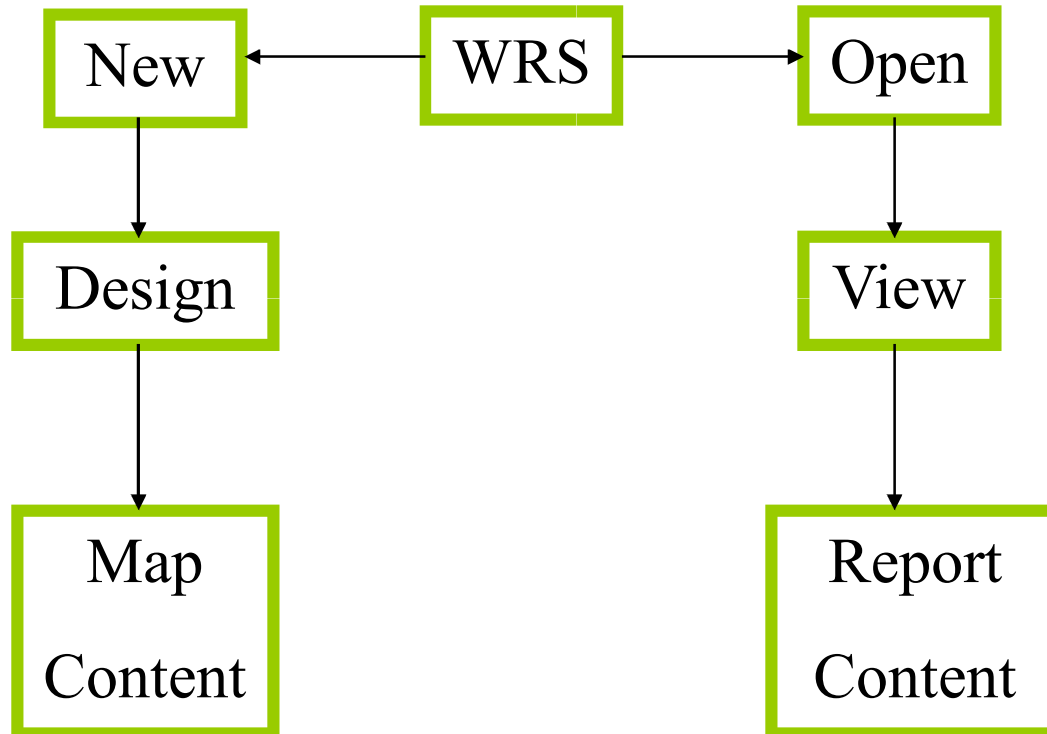 New
WRS
Open
Design
View
Map
Content
Report
Content